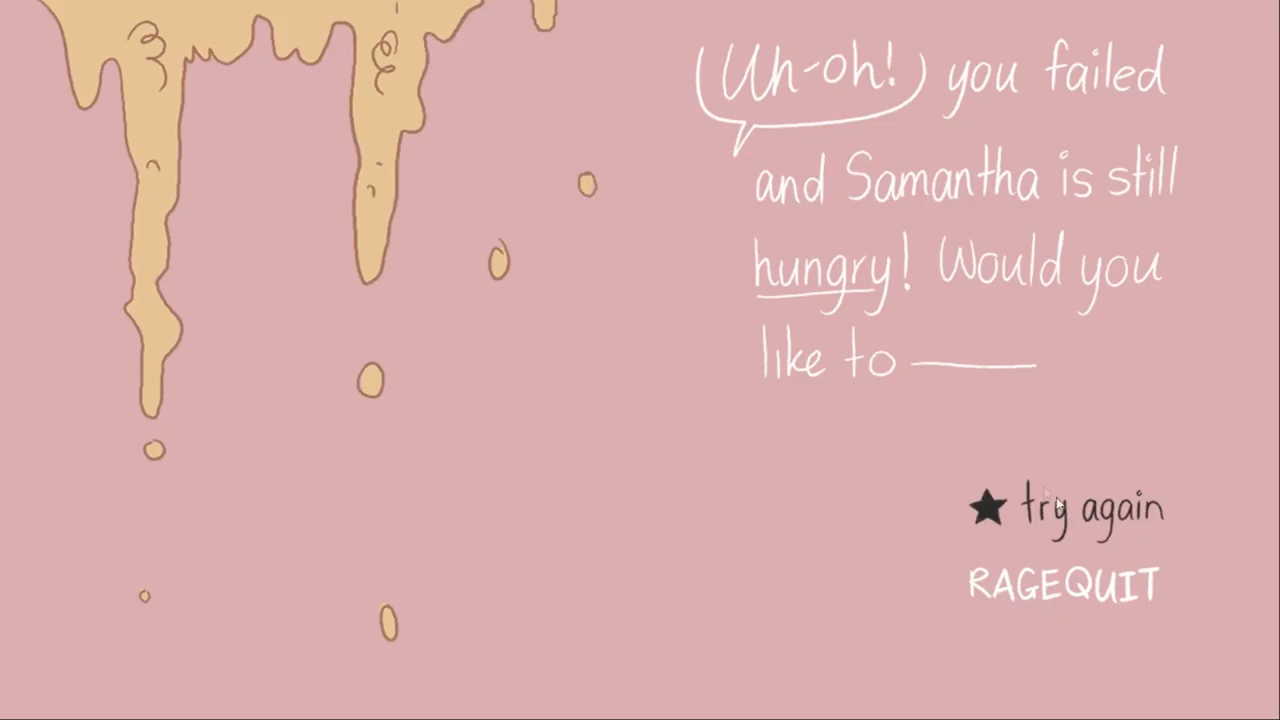 Uh-oh! you failed
and Samantha is still
hungry! Would you
like to ——
★ try again
RAGEQUIT